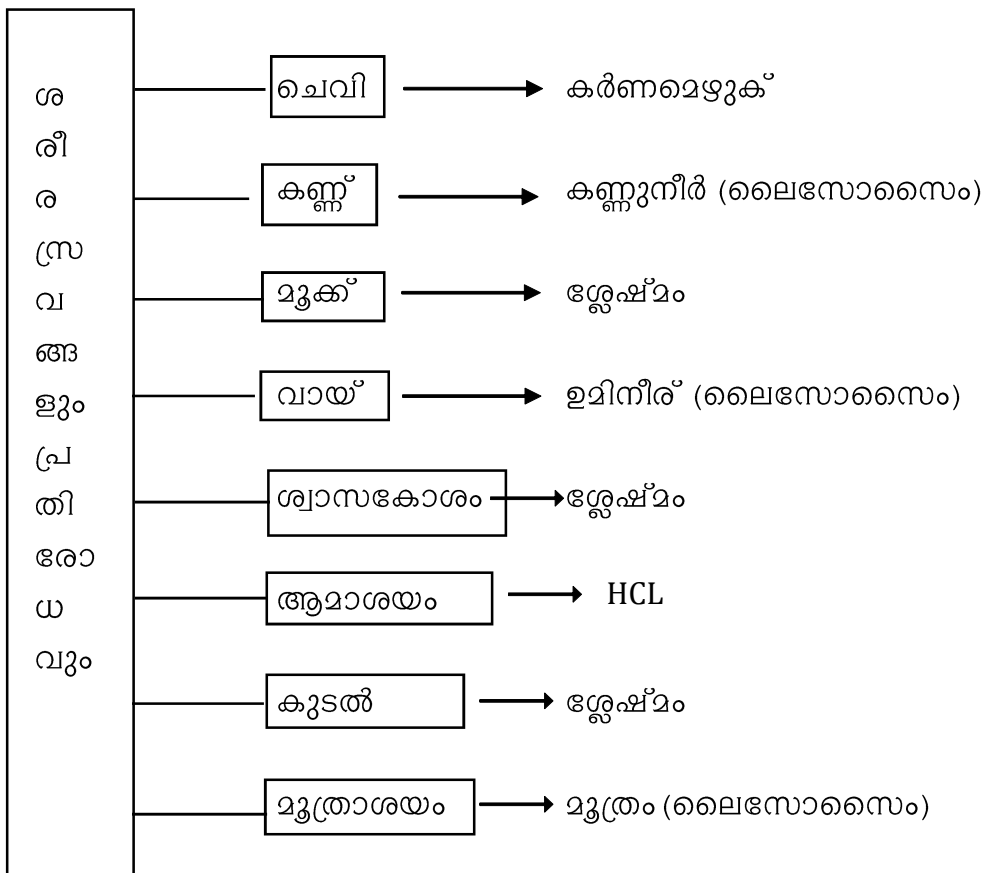 ശ
രീ
ര
സ്ര
വ
ങ്ങ
ളും
പ്ര
തി
രോ
ധ
വും
ചെവി കർണമെഴുക്
കണ്ണ് കണ്ണുനീർ (ലൈസോസൈം)
മൂക്ക് ശ്ലേഷ്മം
വായ് ഉമിനീര് (ലൈസോസൈം)
ശ്വാസകോശം ശ്ലേഷ്മം
ആമാശയം HCL
കുടൽ ശ്ലേഷ്മം
മൂത്രാശയം മൂത്രം (ലൈസോസൈം)